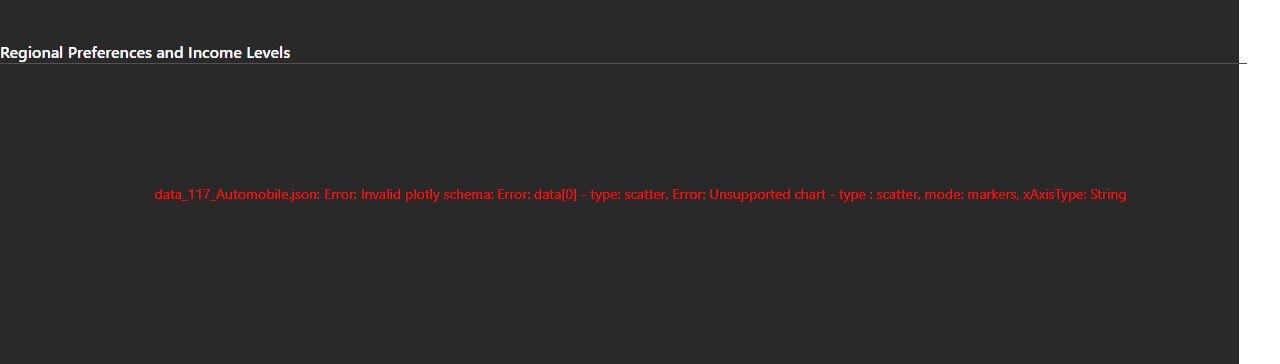 Regional Preferences and Income Levels
data_117_Automobile.json: Error: Invalid plotly schema: Error: data[0] - type: scatter, Error: Unsupported chart - type : scatter, mode: markers, xAxisType: String